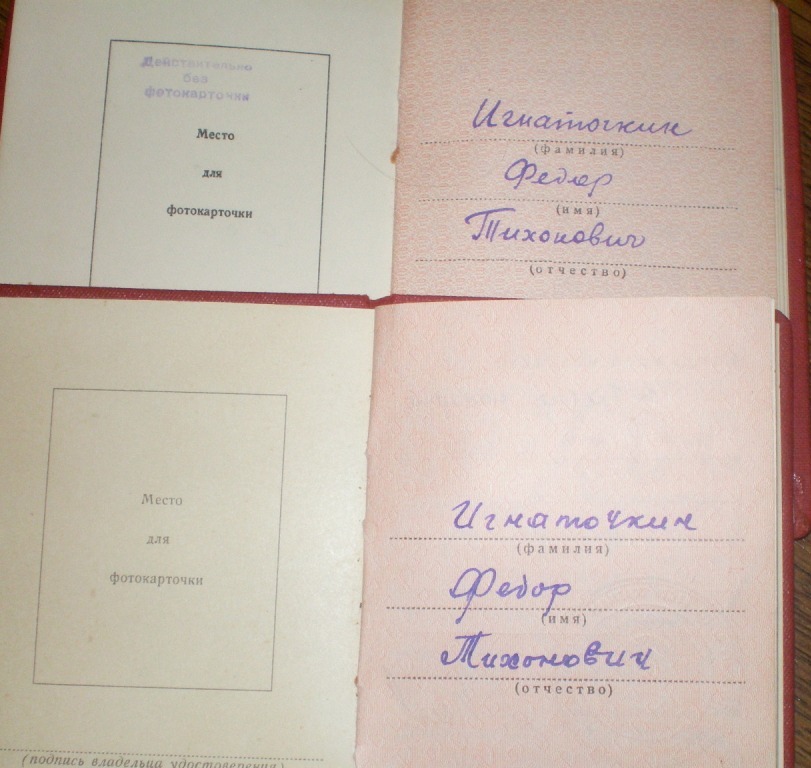 Действительно
без
фотокарточки
Место
для
фотокарточки
Игнаточкин
(фамилия)
Федор
(имя)
Тихонович
(отчество)
Место
для
фотокарточки
(подпись владельца удостоверения)
Игнаточкин
(фамилия)
Федор
(имя)
Тихонович
(отчество)